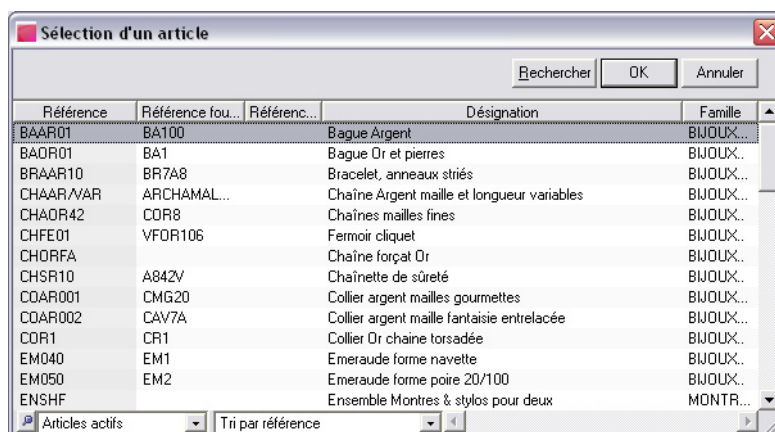 Sélection d'un article
Rechercher OK Annuler
Référence Référence fou... Référenc... Désignation Famille
BAAR01 BA100 Bague Argent BIJOUX...
BAOR01 BA1 Bague Or et pierres BIJOUX..
BRAAR10 BR7A8 Bracelet, anneaux striés BIJOUX...
CHAAR/VAR ARCHAMAL... Chaîne Argent maille et longueur variables BIJOUX...
CHAOR42 COR8 Chaînes mailles fines BIJOUX..
CHFE01 VFOR106 Fermoir cliquet BIJOUX..
CHORFA Chaîne forçat Or BIJOUX..
CHSR10 A842V Chaînette de sûreté BIJOUX...
COAR001 CMG20 Collier argent mailles gourmettes BIJOUX...
COAR002 CAV7A Collier argent maille fantaisie entrelacée BIJOUX...
COR1 CR1 Collier Or chaine torsadée BIJOUX..
EM040 EM1 Emeraude forme navette BIJOUX..
EM050 EM2 Emeraude forme poire 20/100 BIJOUX..
ENSHF Ensemble Montres & stylos pour deux MONTR...
Articles actifs Tri par référence